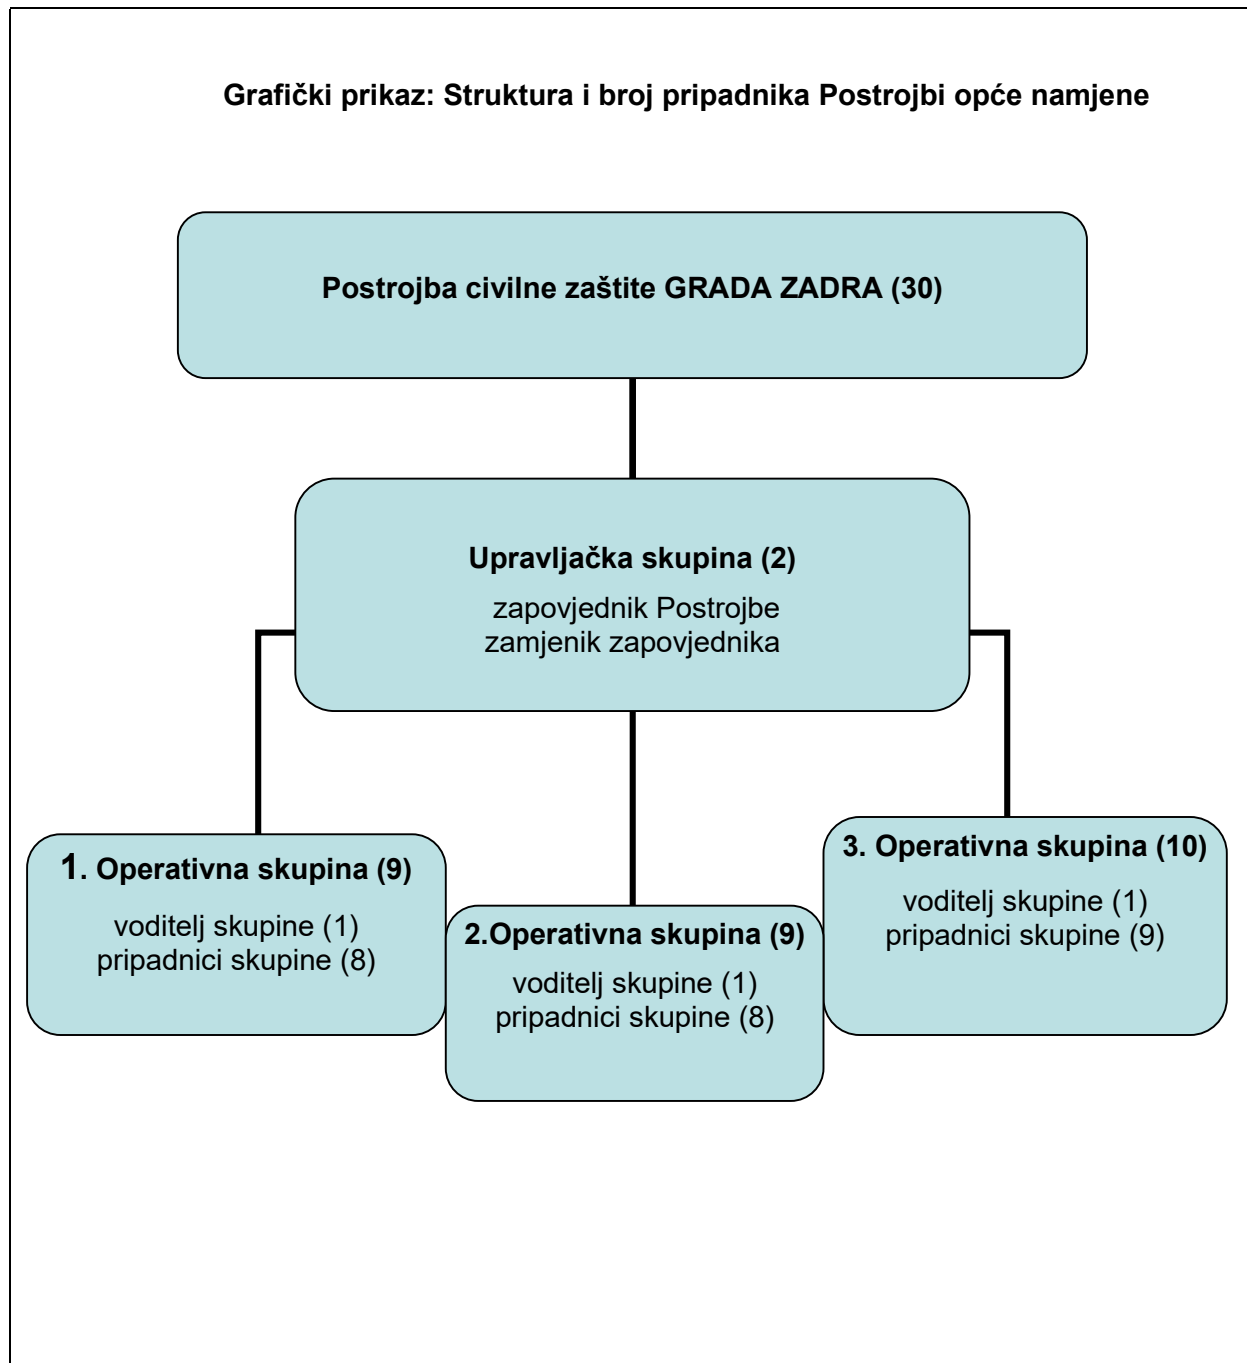 Grafički prikaz: Struktura i broj pripadnika Postrojbi opće namjene
Postrojba civilne zaštite GRADA ZADRA (30)
Upravljačka skupina (2)
zapovjednik Postrojbe
zamjenik zapovjednika
1. Operativna skupina (9)
voditelj skupine (1)
pripadnici skupine (8)
2.Operativna skupina (9)
voditelj skupine (1)
pripadnici skupine (8)
3. Operativna skupina (10)
voditelj skupine (1)
pripadnici skupine (9)